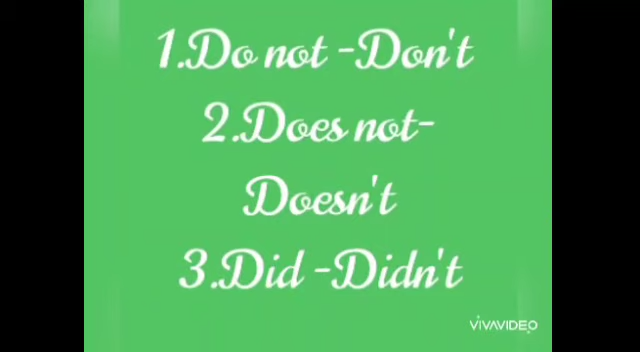 1.Do not -Don't
2.Does not-
Doesn't
3.Did -Didn't
VIVAVIDEO